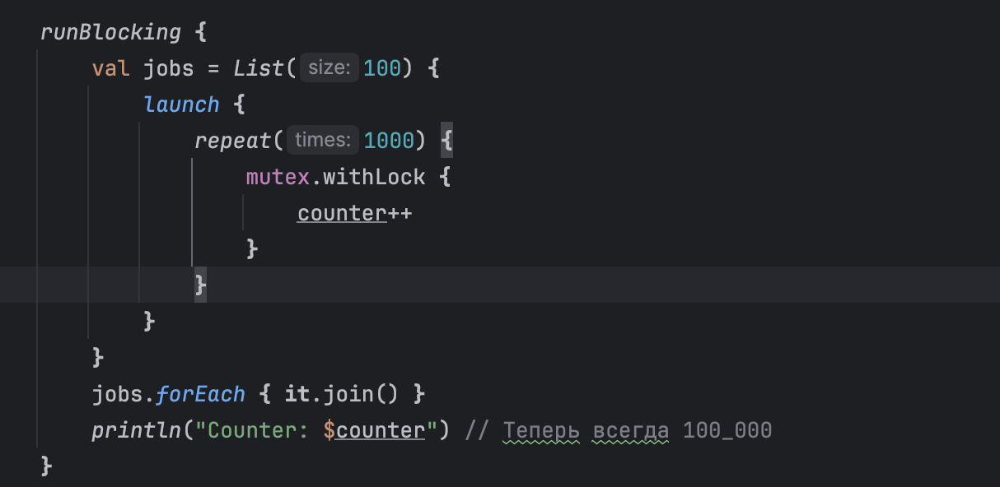 runBlocking {
    val jobs = List( size: 100) {
        launch {
            repeat( times: 1000) {
                mutex.withLock {
                    counter++
                }
            }
        }
    }
    jobs.forEach { it.join() }
    println("Counter: $counter") // Теперь всегда 100_000
}